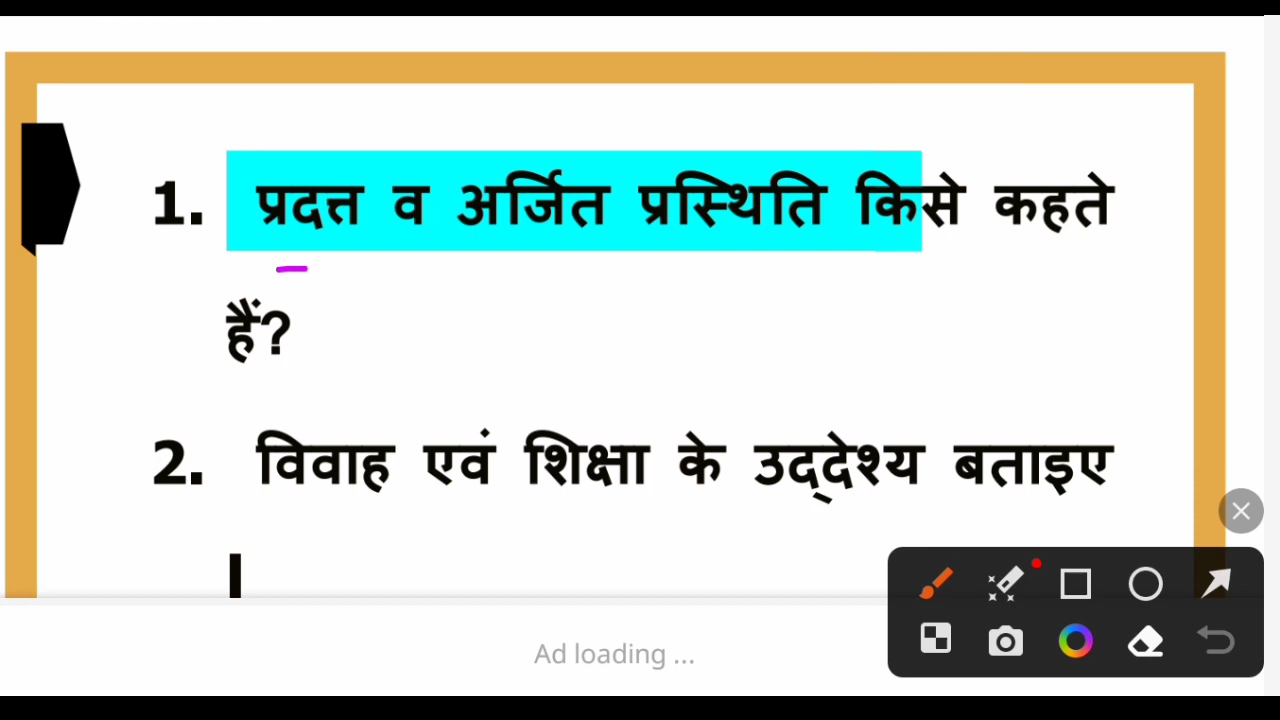 1. प्रदत्त व अर्जित प्रस्थिति किसे कहते
हैं?
2. विवाह एवं शिक्षा के उद्‌देश्य बताइए
।
Ad loading ...